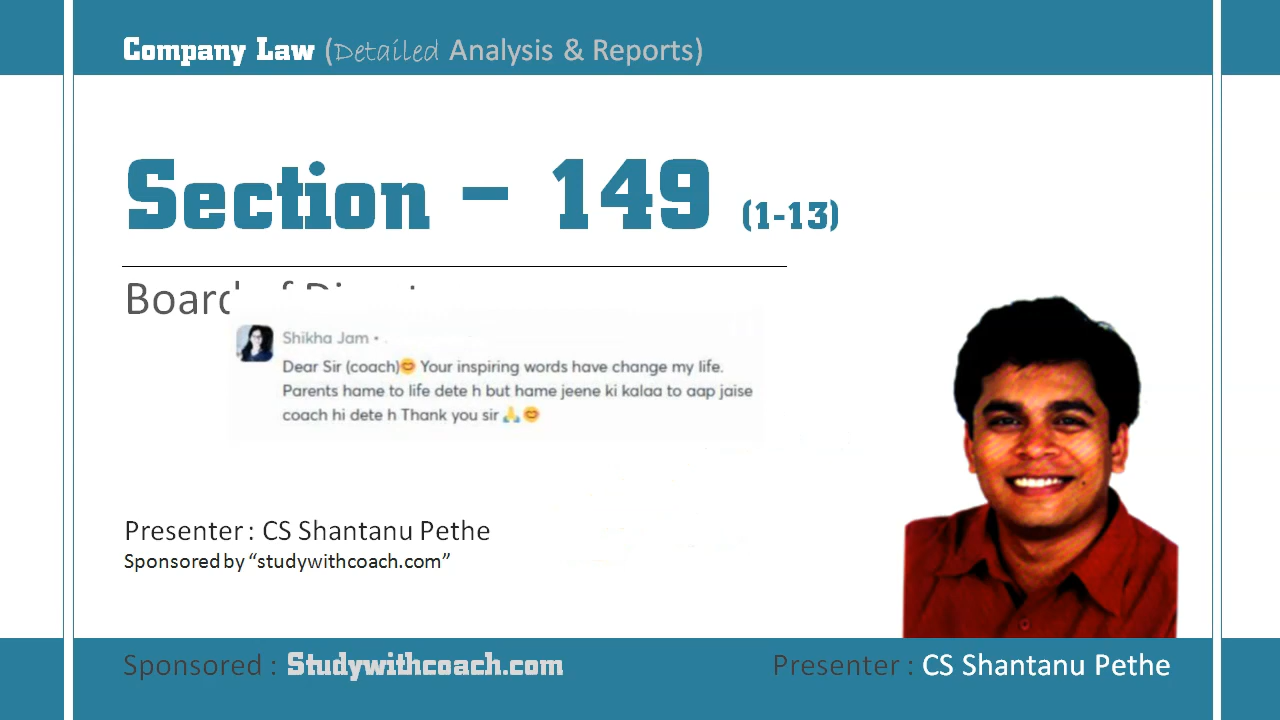 Company Law (Detailed Analysis & Reports)
Section – 149 (1-13)
Board of
Shikha Jam •
Dear Sir (coach)😊 Your inspiring words have change my life.
Parents hame to life dete h but hame jeene ki kalaa to aap jaise
coach hi dete h Thank you sir 🙏😊
Presenter : CS Shantanu Pethe
Sponsored by “studywithcoach.com”
Sponsored : Studywithcoach.com
Presenter : CS Shantanu Pethe